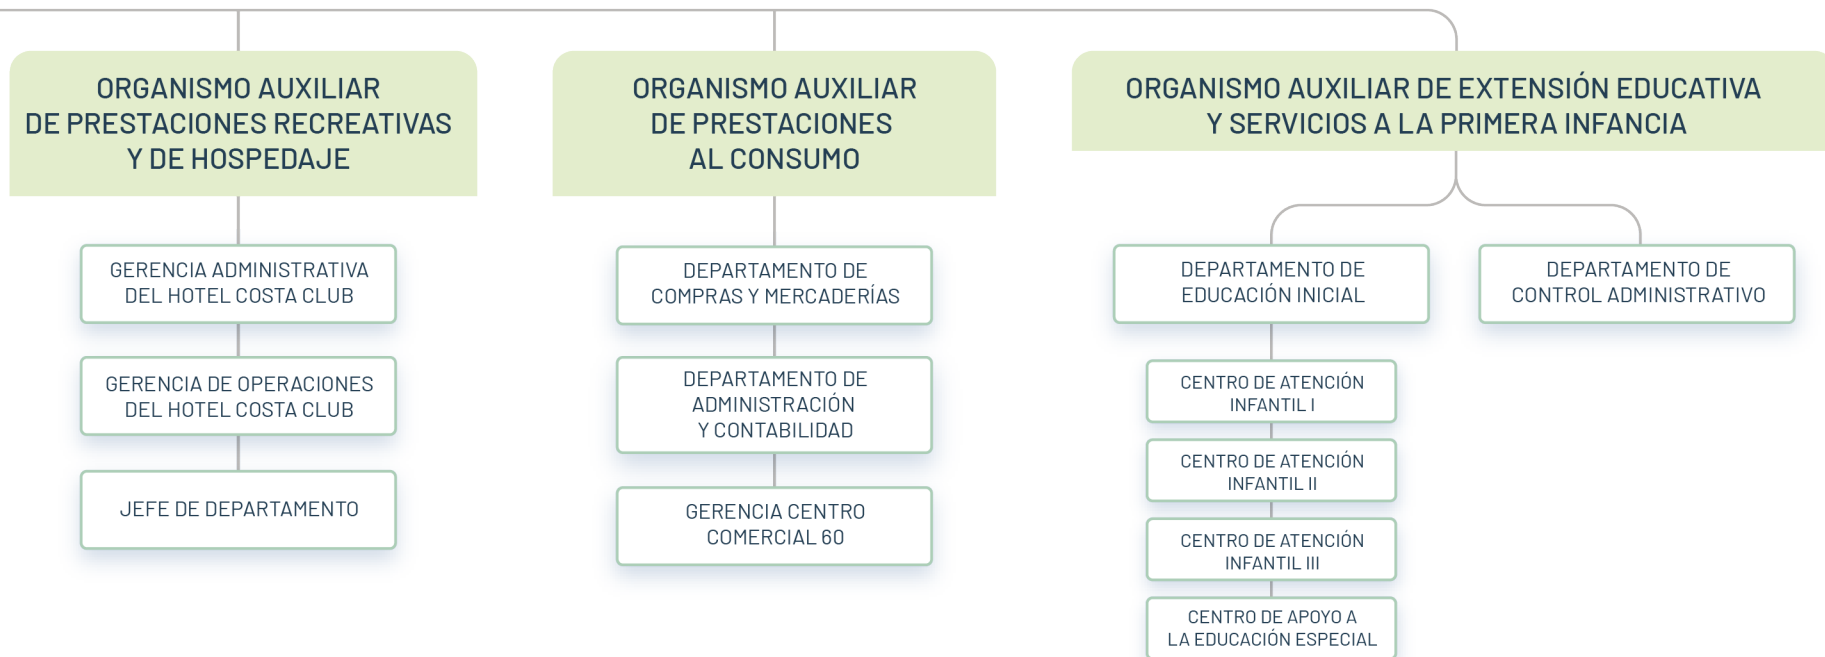 ORGANISMO AUXILIAR
DE PRESTACIONES RECREATIVAS
Y DE HOSPEDAJE
GERENCIA ADMINISTRATIVA
DEL HOTEL COSTA CLUB
GERENCIA DE OPERACIONES
DEL HOTEL COSTA CLUB
JEFE DE DEPARTAMENTO
ORGANISMO AUXILIAR
DE PRESTACIONES
AL CONSUMO
DEPARTAMENTO DE
COMPRAS Y MERCADERÍAS
DEPARTAMENTO DE
ADMINISTRACIÓN
Y CONTABILIDAD
GERENCIA CENTRO
COMERCIAL 60
ORGANISMO AUXILIAR DE EXTENSIÓN EDUCATIVA
Y SERVICIOS A LA PRIMERA INFANCIA
DEPARTAMENTO DE
EDUCACIÓN INICIAL
CENTRO DE ATENCIÓN
INFANTIL I
CENTRO DE ATENCIÓN
INFANTIL II
CENTRO DE ATENCIÓN
INFANTIL III
CENTRO DE APOYO A
LA EDUCACIÓN ESPECIAL
DEPARTAMENTO DE
CONTROL ADMINISTRATIVO